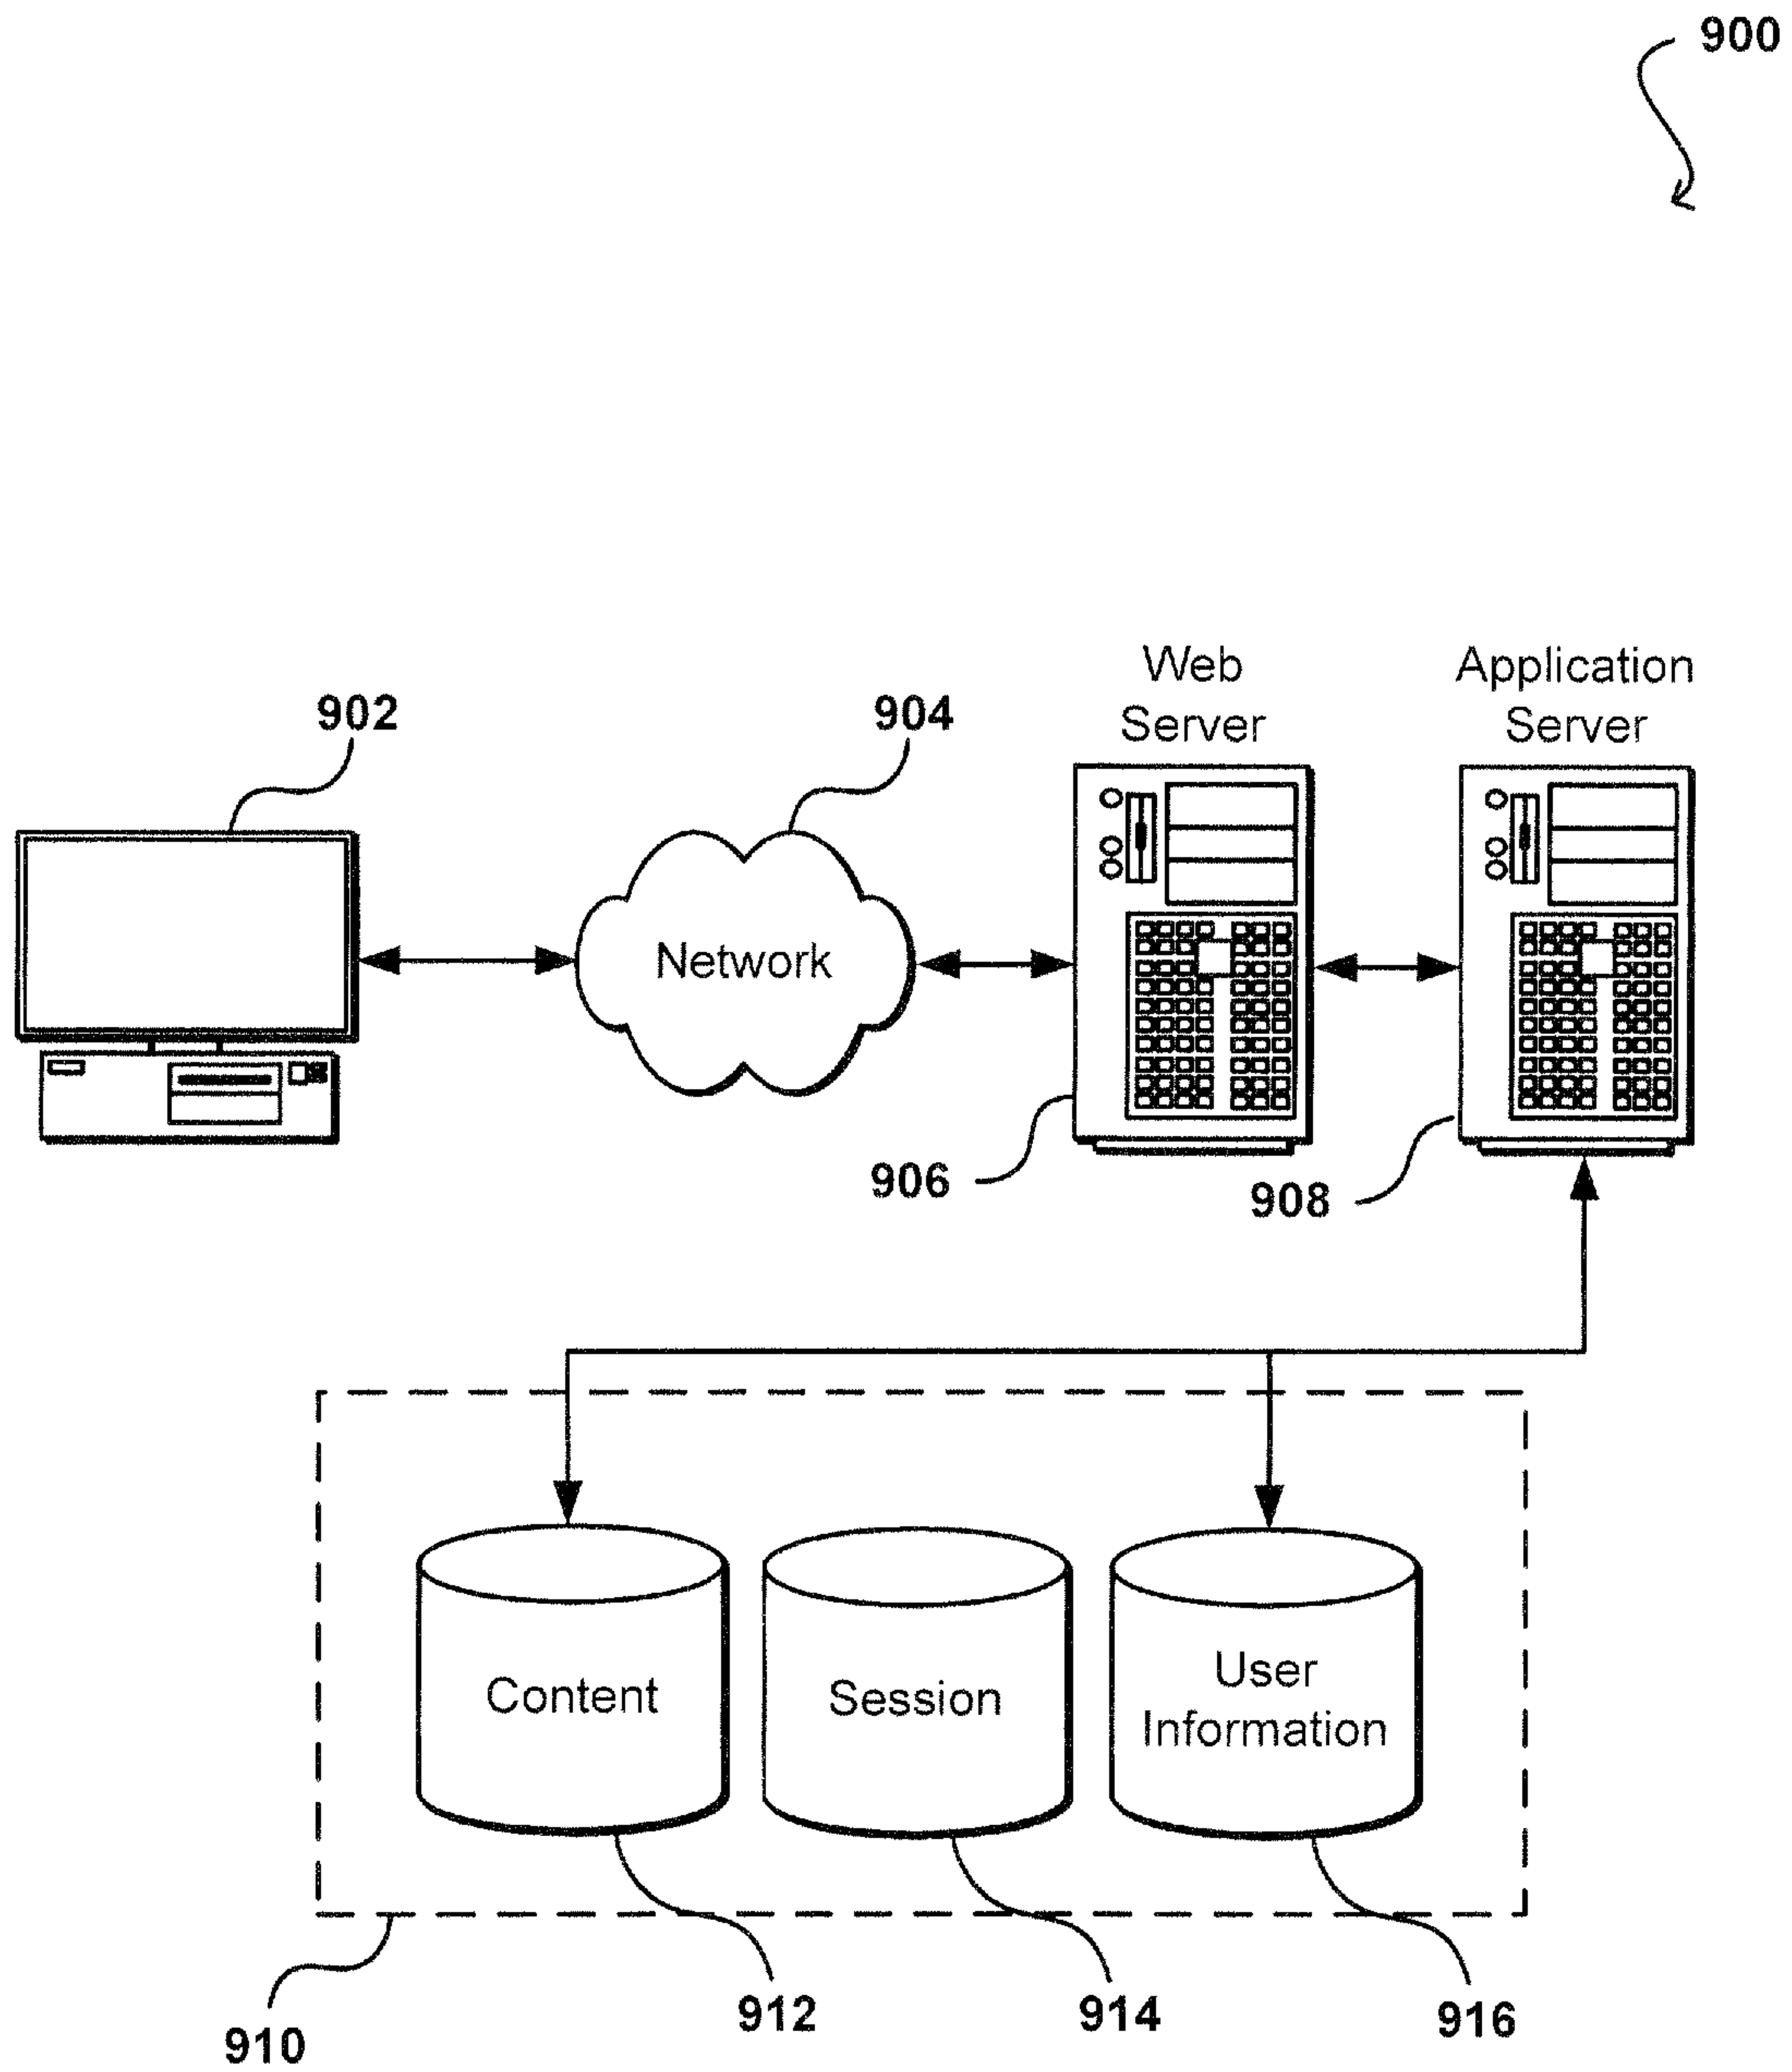 900
Web
Server
Application
Server
902
904
Network
906
908
Content
Session
User
Information
912
914
916
910